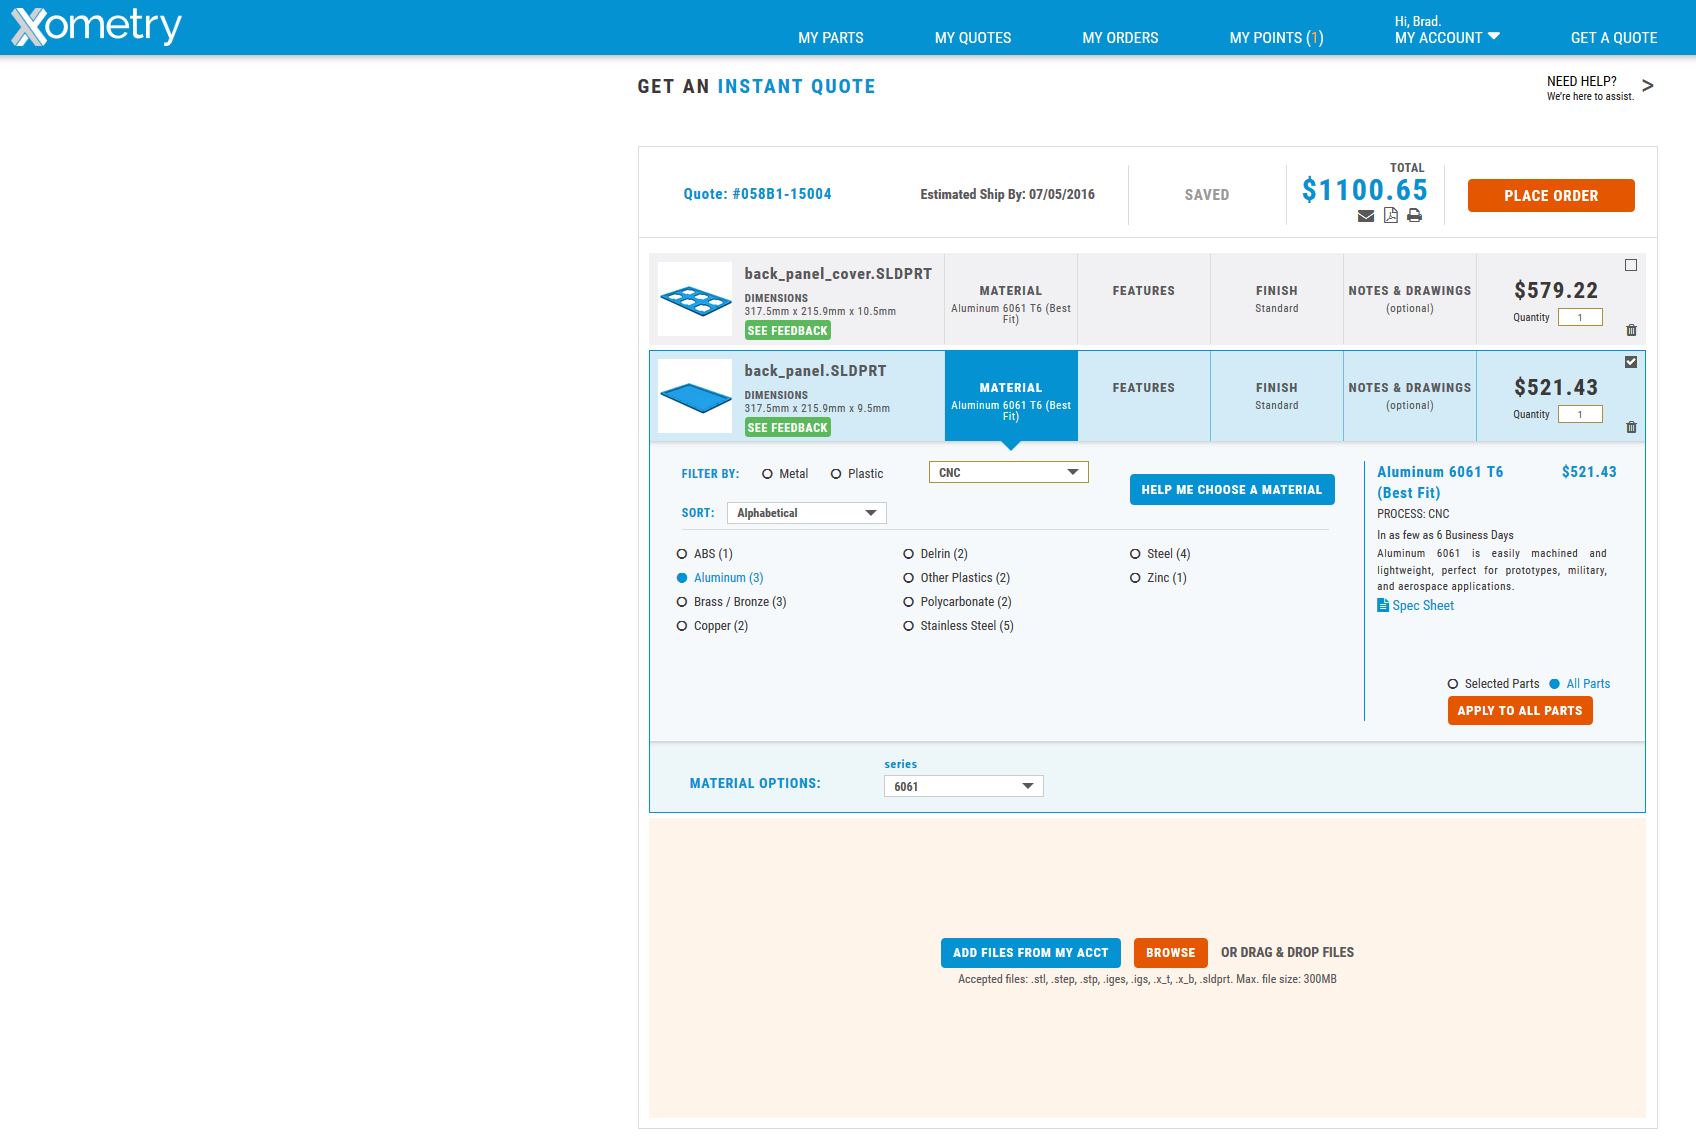 Xometry
MY PARTS
MY QUOTES
MY ORDERS
MY POINTS (1)
Hi, Brad.
MY ACCOUNT
GET A QUOTE
GET AN INSTANT QUOTE
NEED HELP?
We're here to assist.
>
Quote: #058B1-15004
Estimated Ship By: 07/05/2016
SAVED
TOTAL
$1100.65
PLACE ORDER
back_panel_cover.SLDPRT
DIMENSIONS
317.5mm x 215.9mm x 10.5mm
SEE FEEDBACK
MATERIAL
Aluminum 6061 T6 (Best
Fit)
FEATURES
FINISH
Standard
NOTES & DRAWINGS
(optional)
$579.22
Quantity 1
back_panel.SLDPRT
DIMENSIONS
317.5mm x 215.9mm x 9.5mm
SEE FEEDBACK
MATERIAL
Aluminum 6061 T6 (Best
Fit)
FEATURES
FINISH
Standard
NOTES & DRAWINGS
(optional)
$521.43
Quantity 1
FILTER BY: Metal Plastic
CNC
HELP ME CHOOSE A MATERIAL
SORT: Alphabetical
ABS (1)
Aluminum (3)
Brass / Bronze (3)
Copper (2)
Delrin (2)
Other Plastics (2)
Polycarbonate (2)
Stainless Steel (5)
Steel (4)
Zinc (1)
Aluminum 6061 T6 $521.43
(Best Fit)
PROCESS: CNC
In as few as 6 Business Days
Aluminum 6061 is easily machined and
lightweight, perfect for prototypes, military,
and aerospace applications.
Spec Sheet
Selected Parts All Parts
APPLY TO ALL PARTS
MATERIAL OPTIONS:
series
6061
ADD FILES FROM MY ACCT BROWSE OR DRAG & DROP FILES
Accepted files: .stl, .step, .stp, .iges, .igs, .x_t, .x_b, .sldprt. Max. file size: 300MB